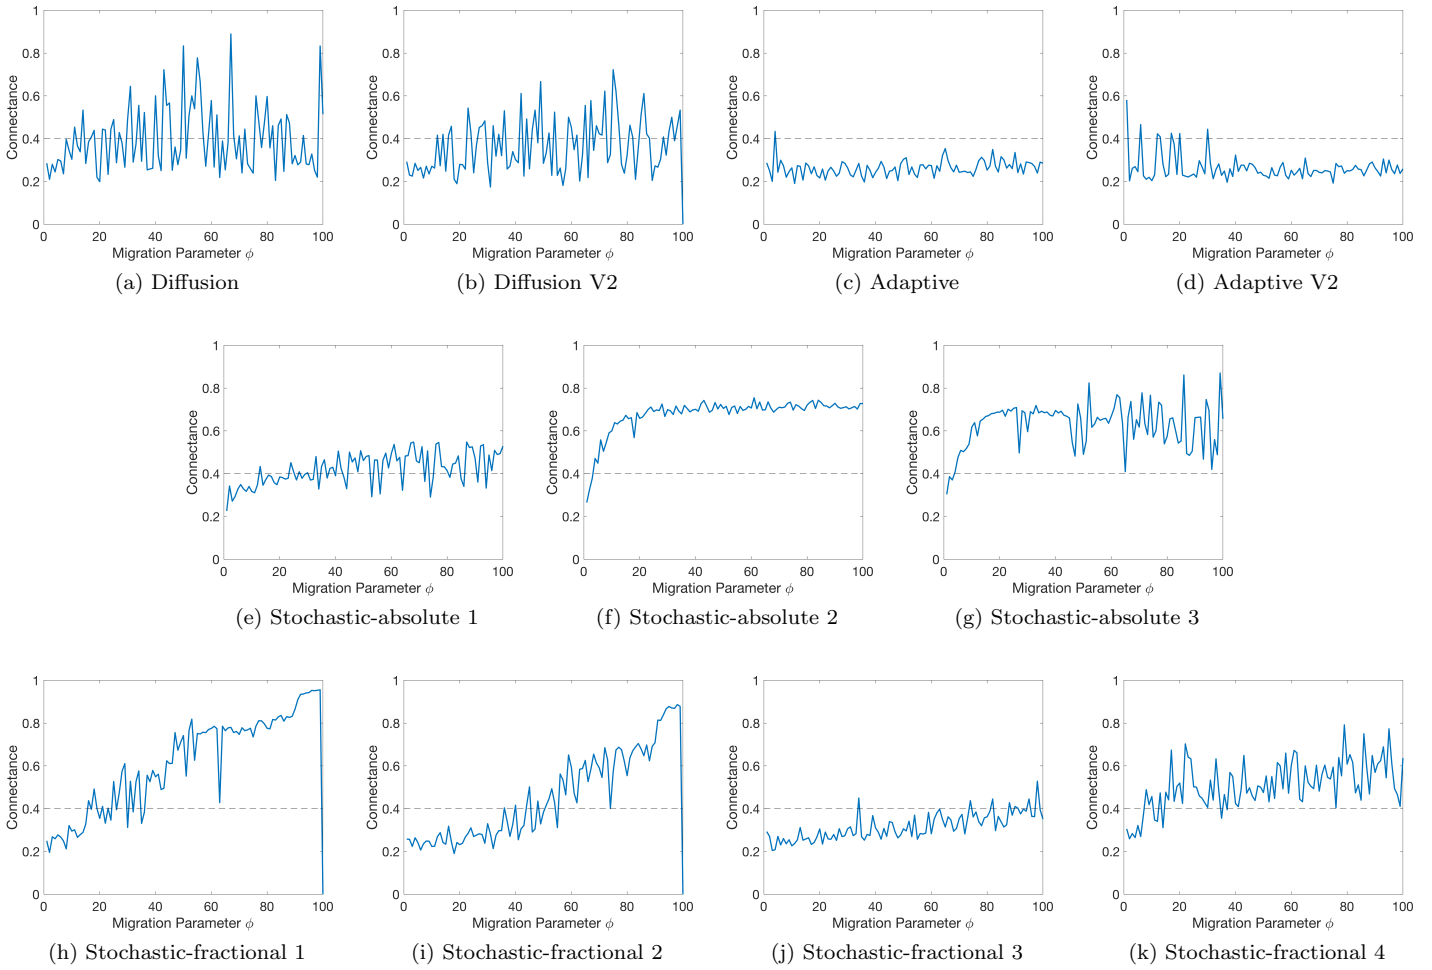 1
0.8
0.6
0.4
0.2
0
Connectance
0 20 40 60 80 100
Migration Parameter ϕ
(a) Diffusion
1
0.8
0.6
0.4
0.2
0
Connectance
0 20 40 60 80 100
Migration Parameter ϕ
(b) Diffusion V2
1
0.8
0.6
0.4
0.2
0
Connectance
0 20 40 60 80 100
Migration Parameter ϕ
(c) Adaptive
1
0.8
0.6
0.4
0.2
0
Connectance
0 20 40 60 80 100
Migration Parameter ϕ
(d) Adaptive V2
1
0.8
0.6
0.4
0.2
0
Connectance
0 20 40 60 80 100
Migration Parameter ϕ
(e) Stochastic-absolute 1
1
0.8
0.6
0.4
0.2
0
Connectance
0 20 40 60 80 100
Migration Parameter ϕ
(f) Stochastic-absolute 2
1
0.8
0.6
0.4
0.2
0
Connectance
0 20 40 60 80 100
Migration Parameter ϕ
(g) Stochastic-absolute 3
1
0.8
0.6
0.4
0.2
0
Connectance
0 20 40 60 80 100
Migration Parameter ϕ
(h) Stochastic-fractional 1
1
0.8
0.6
0.4
0.2
0
Connectance
0 20 40 60 80 100
Migration Parameter ϕ
(i) Stochastic-fractional 2
1
0.8
0.6
0.4
0.2
0
Connectance
0 20 40 60 80 100
Migration Parameter ϕ
(j) Stochastic-fractional 3
1
0.8
0.6
0.4
0.2
0
Connectance
0 20 40 60 80 100
Migration Parameter ϕ
(k) Stochastic-fractional 4